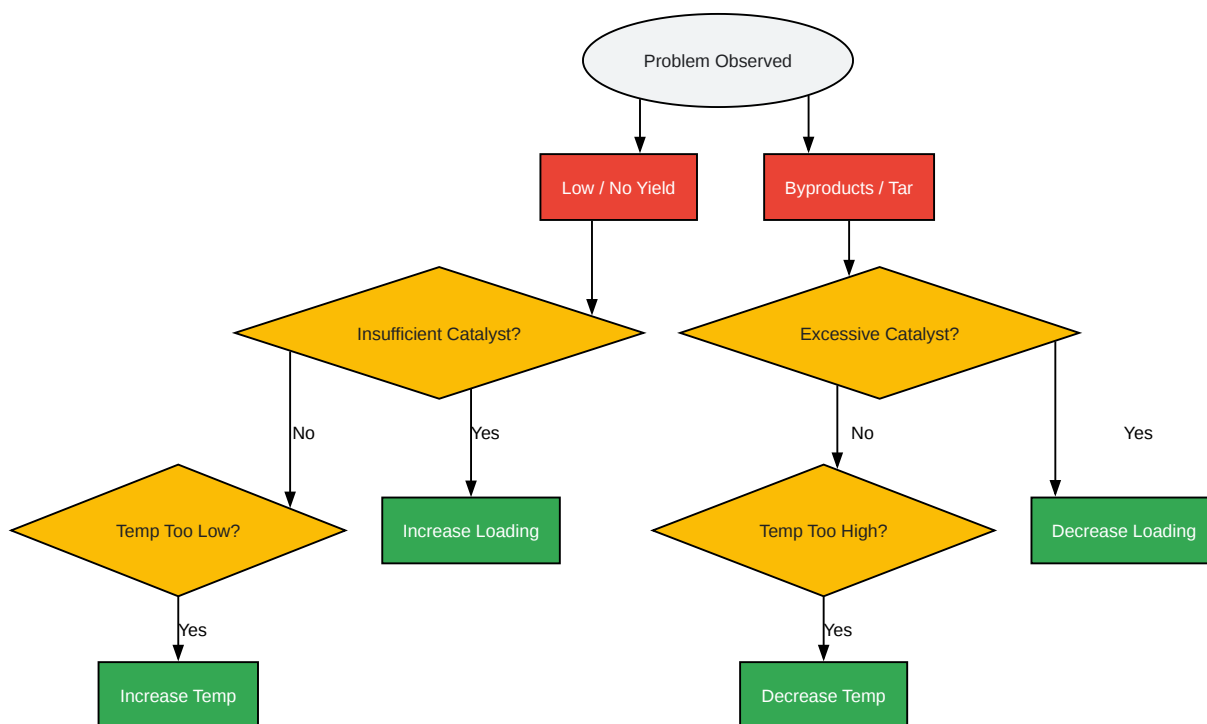 Problem Observed
Low / No Yield
Byproducts / Tar
Insufficient Catalyst?
Excessive Catalyst?
No
Yes
No
Yes
Temp Too Low?
Increase Loading
Temp Too High?
Decrease Loading
Yes
Yes
Increase Temp
Decrease Temp